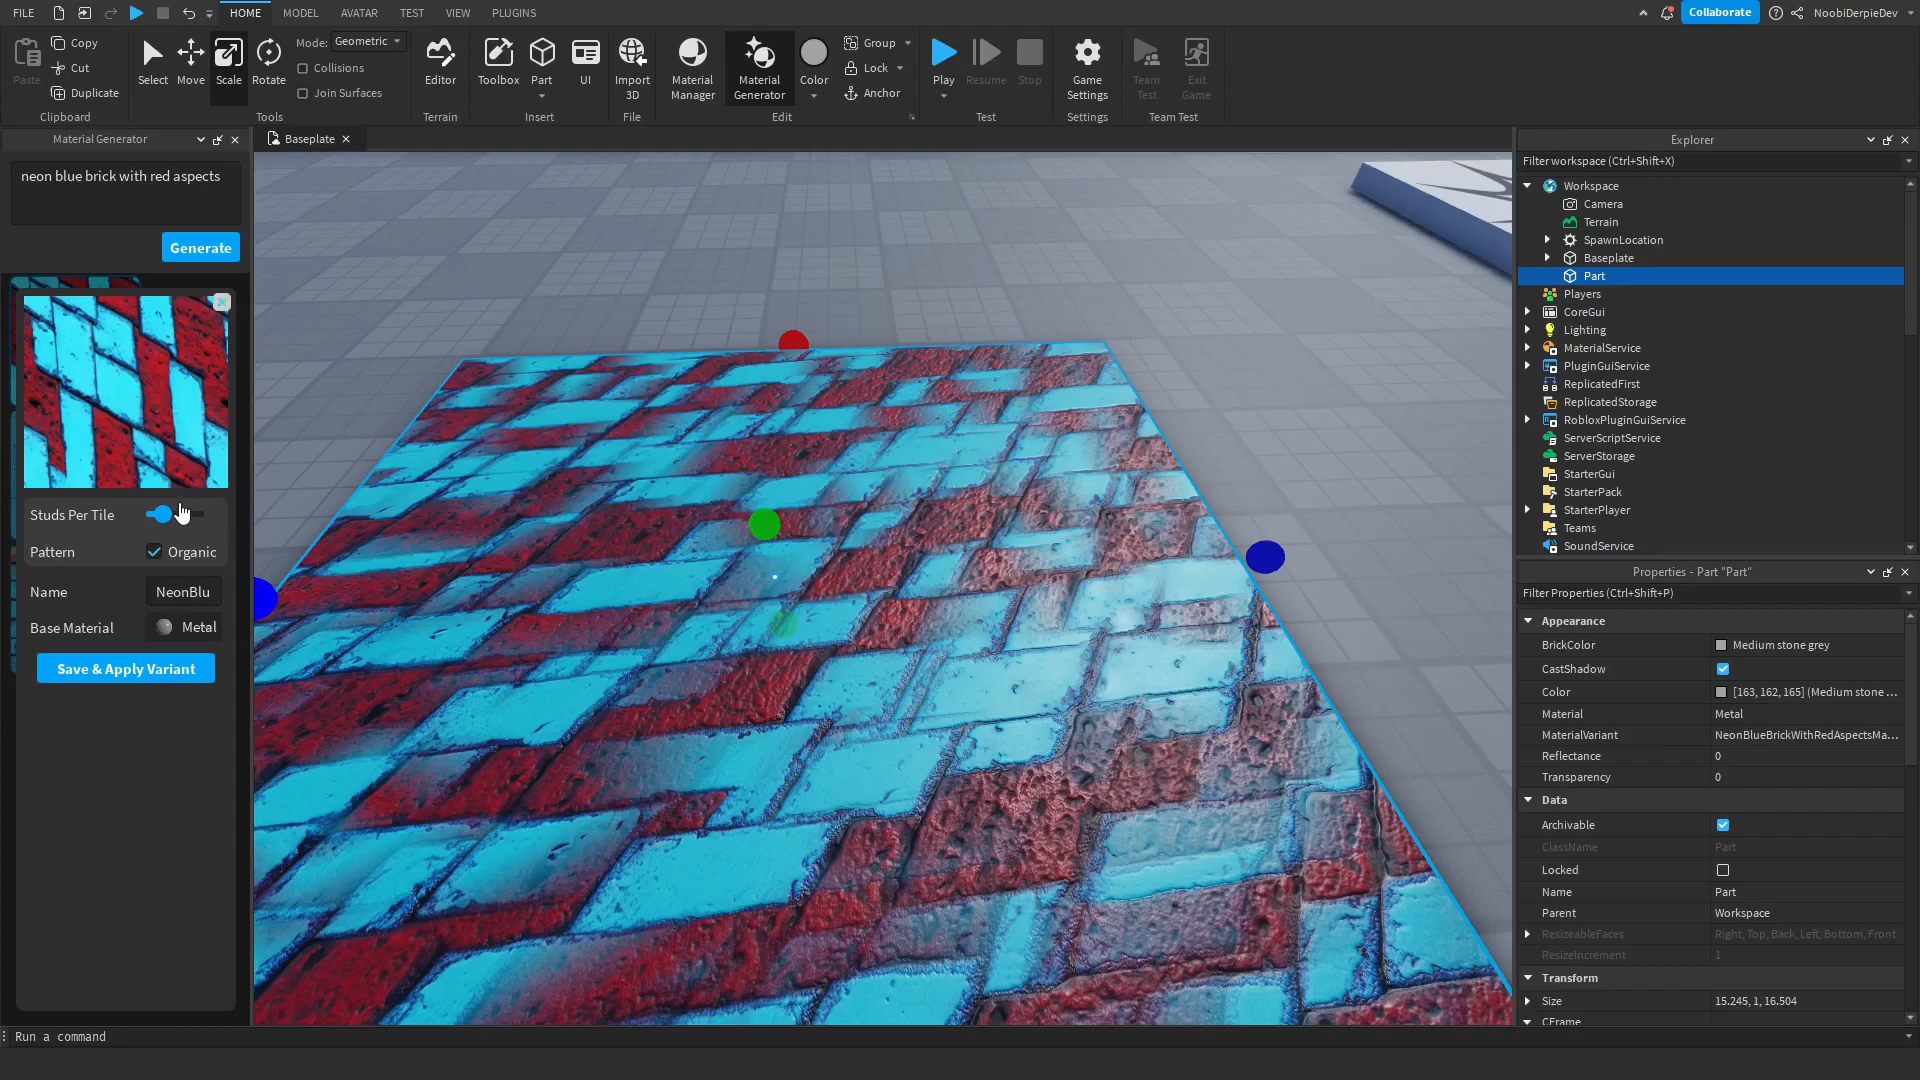 FILE
HOME
MODEL
AVATAR
TEST
VIEW
PLUGINS
Collaborate
NoobiDerpieDev
Paste
Copy
Cut
Duplicate
Clipboard
Select
Move
Scale
Rotate
Mode: Geometric
Collisions
Join Surfaces
Tools
Editor
Terrain
Toolbox
Part
UI
Insert
Import
3D
File
Material
Manager
Material
Generator
Color
Group
Lock
Anchor
Edit
Play
Resume
Stop
Test
Game
Settings
Settings
Team
Test
Exit
Game
Team Test
Material Generator
neon blue brick with red aspects
Generate
Studs Per Tile
Pattern Organic
Name NeonBlu
Base Material Metal
Save & Apply Variant
Baseplate
Explorer
Filter workspace (Ctrl+Shift+X)
Workspace
Camera
Terrain
SpawnLocation
Baseplate
Part
Players
CoreGui
Lighting
MaterialService
PluginGuiService
ReplicatedFirst
ReplicatedStorage
RobloxPluginGuiService
ServerScriptService
ServerStorage
StarterGui
StarterPack
StarterPlayer
Teams
SoundService
Properties - Part "Part"
Filter Properties (Ctrl+Shift+P)
Appearance
BrickColor Medium stone grey
CastShadow
Color [163, 162, 165] (Medium stone ...
Material Metal
MaterialVariant NeonBlueBrickWithRedAspectsMa...
Reflectance 0
Transparency 0
Data
Archivable
ClassName Part
Locked
Name Part
Parent Workspace
ResizeableFaces Right, Top, Back, Left, Bottom, Front
ResizeIncrement 1
Transform
Size 15.245, 1, 16.504
CFrame
Run a command